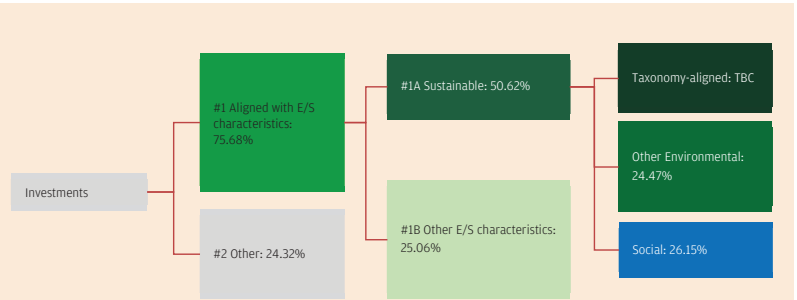 Investments
#1 Aligned with E/S
characteristics:
75.68%
#2 Other: 24.32%
#1A Sustainable: 50.62%
#1B Other E/S characteristics:
25.06%
Taxonomy-aligned: TBC
Other Environmental:
24.47%
Social: 26.15%